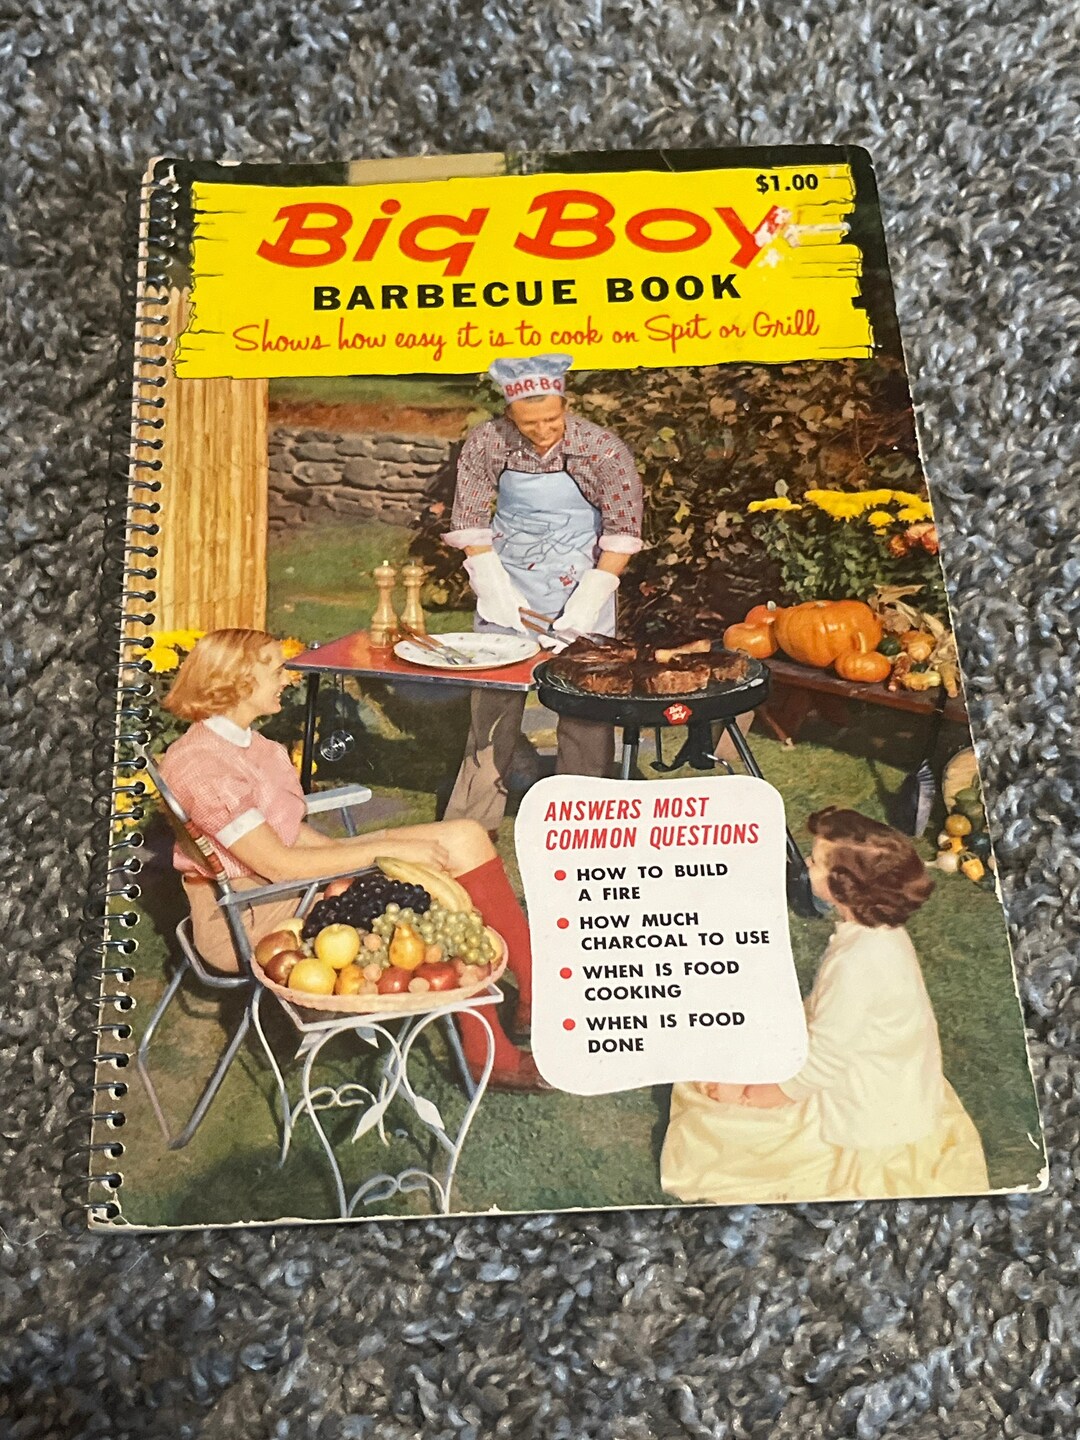 $1.00
Big Boy
BARBECUE BOOK
Shows how easy it is to cook on Spit or Grill
BAR-B-Q
Big
Boy
ANSWERS MOST
COMMON QUESTIONS
• HOW TO BUILD
A FIRE
• HOW MUCH
CHARCOAL TO USE
• WHEN IS FOOD
COOKING
• WHEN IS FOOD
DONE